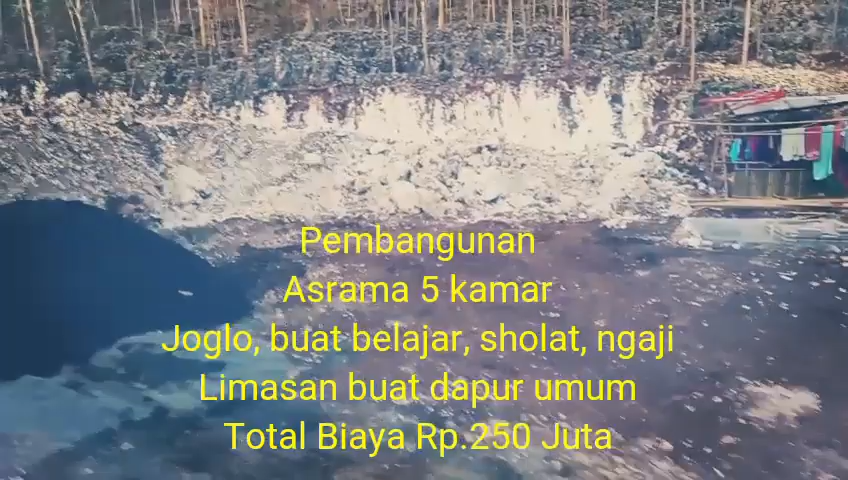 Pembangunan
Asrama 5 kamar
Joglo, buat belajar, sholat, ngaji
Limasan buat dapur umum
Total Biaya Rp.250 Juta